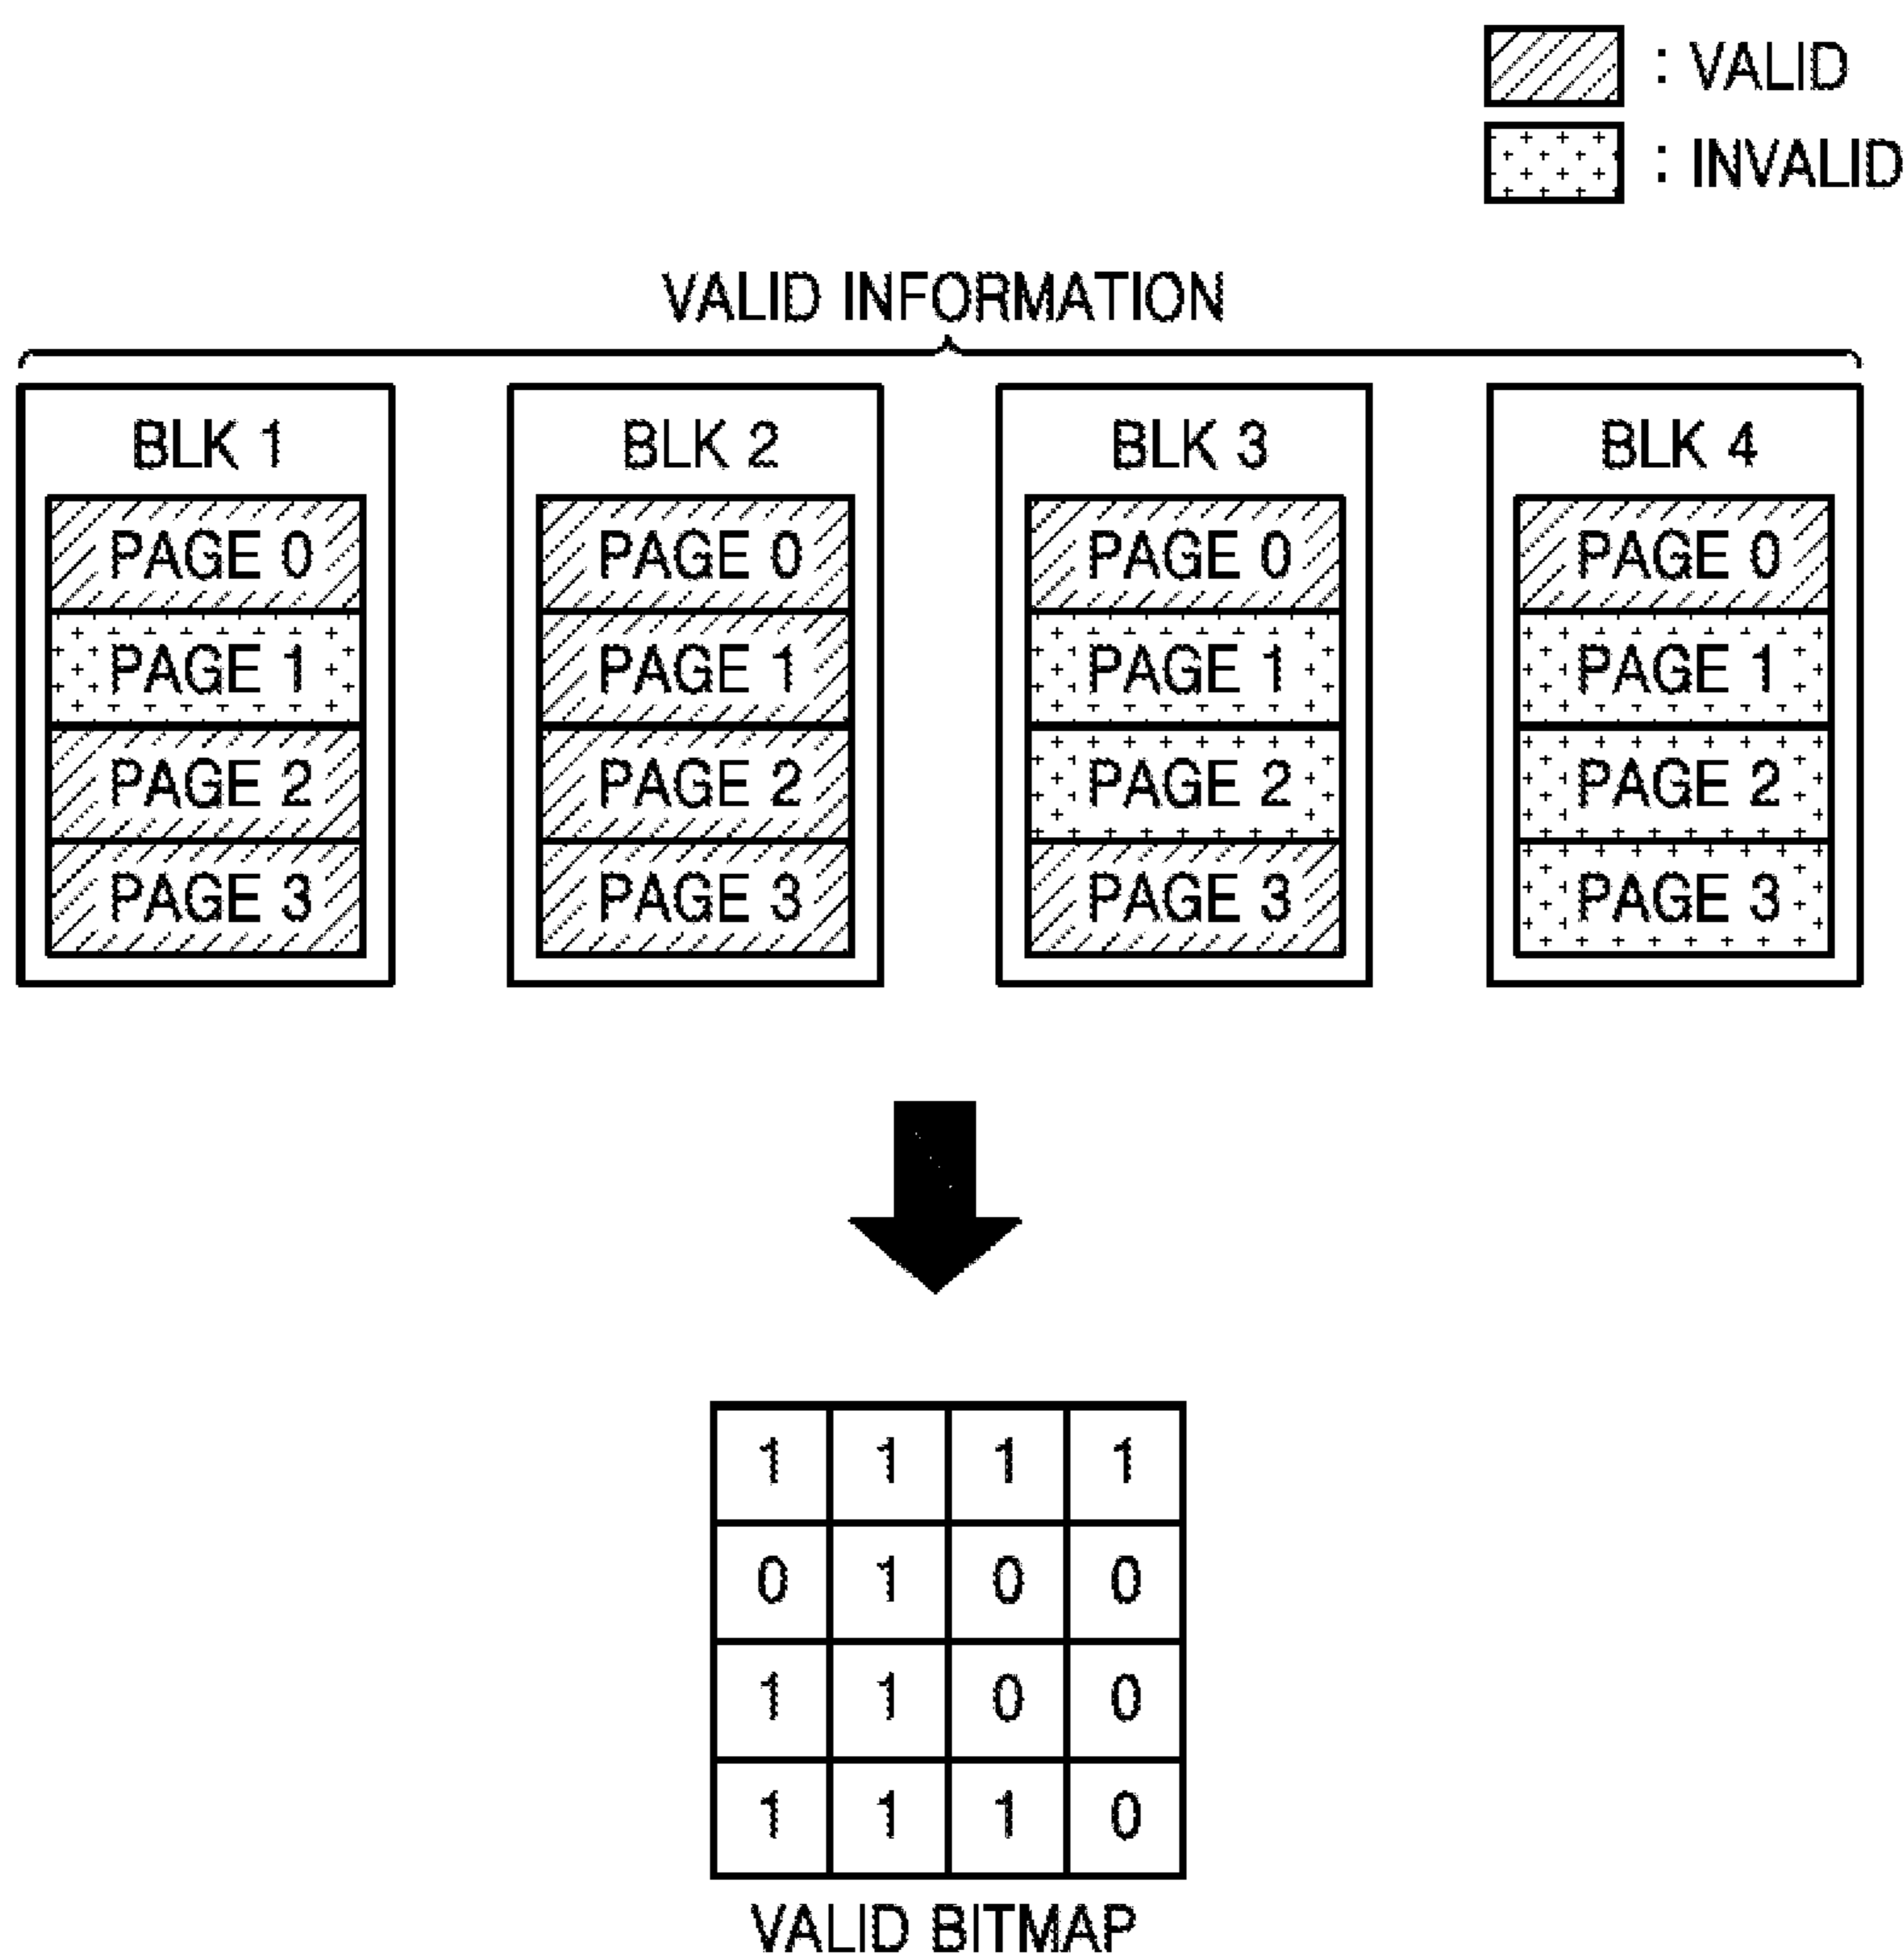 : VALID
: INVALID
VALID INFORMATION
BLK 1 BLK 2 BLK 3 BLK 4
PAGE 0 PAGE 0 PAGE 0 PAGE 0
PAGE 1 PAGE 1 PAGE 1 PAGE 1
PAGE 2 PAGE 2 PAGE 2 PAGE 2
PAGE 3 PAGE 3 PAGE 3 PAGE 3
1 1 1 1
0 1 0 0
1 1 0 0
1 1 1 0
VALID BITMAP